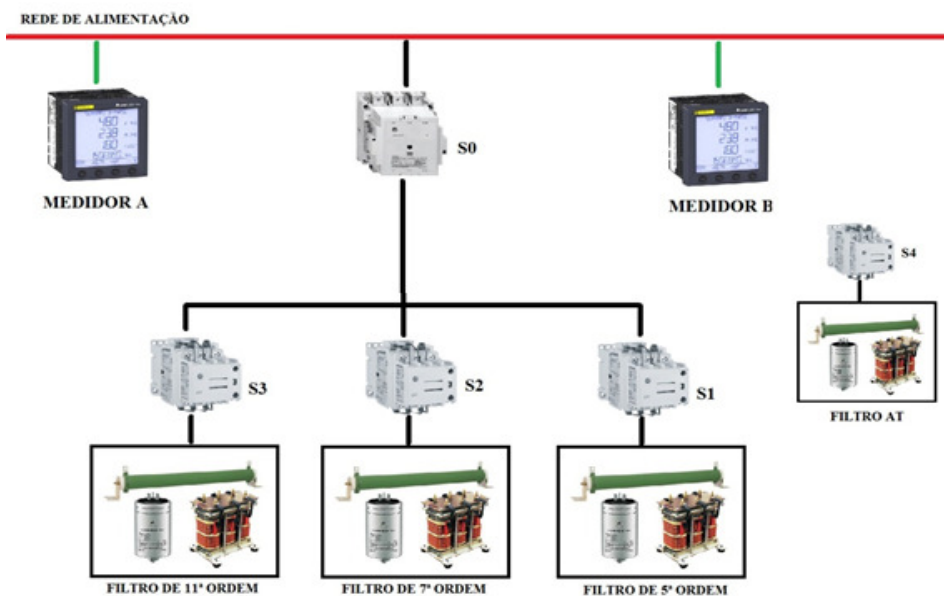 REDE DE ALIMENTAÇÃO
S0
MEDIDOR A
MEDIDOR B
S4
S3
S2
S1
FILTRO AT
FILTRO DE 11ª ORDEM
FILTRO DE 7ª ORDEM
FILTRO DE 5ª ORDEM